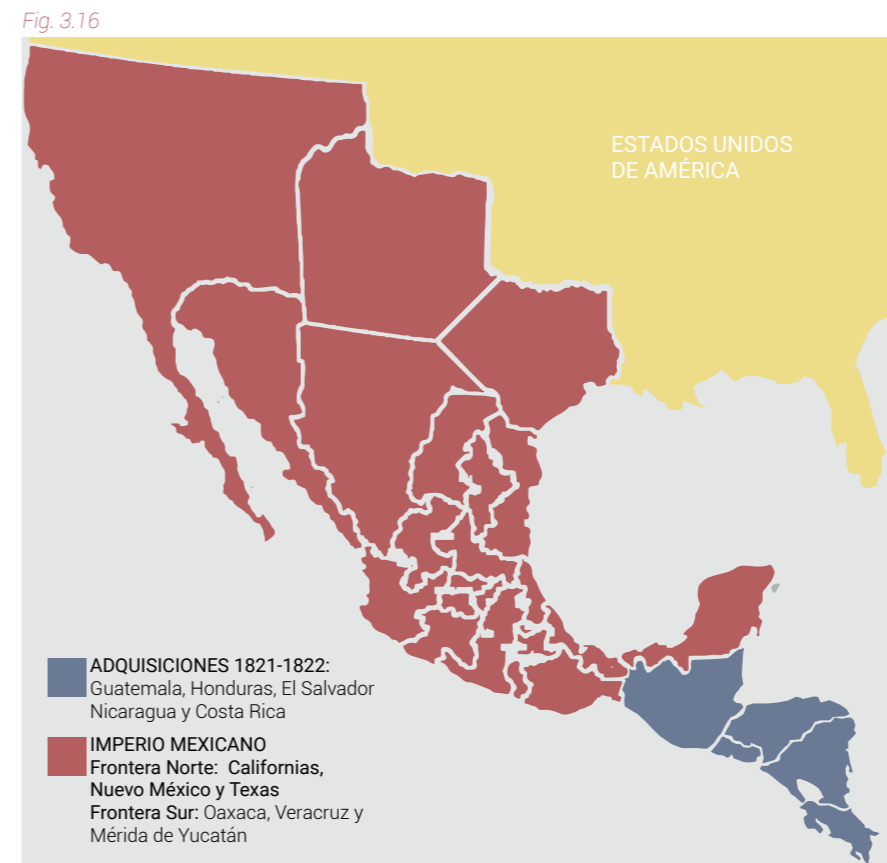 Fig. 3.16
ESTADOS UNIDOS
DE AMÉRICA
ADQUISICIONES 1821-1822:
Guatemala, Honduras, El Salvador
Nicaragua y Costa Rica
IMPERIO MEXICANO
Frontera Norte: Californias,
Nuevo México y Texas
Frontera Sur: Oaxaca, Veracruz y
Mérida de Yucatán